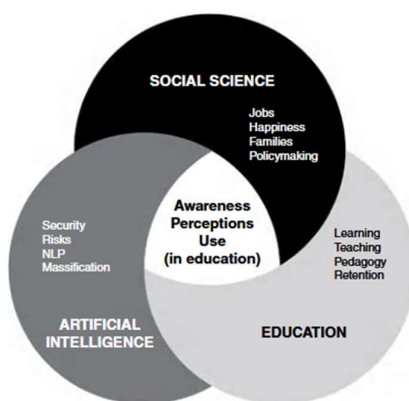 SOCIAL SCIENCE
Jobs
Happiness
Families
Policymaking
Awareness
Perceptions
Use
(in education)
Security
Risks
NLP
Massification
Learning
Teaching
Pedagogy
Retention
ARTIFICIAL
INTELLIGENCE
EDUCATION